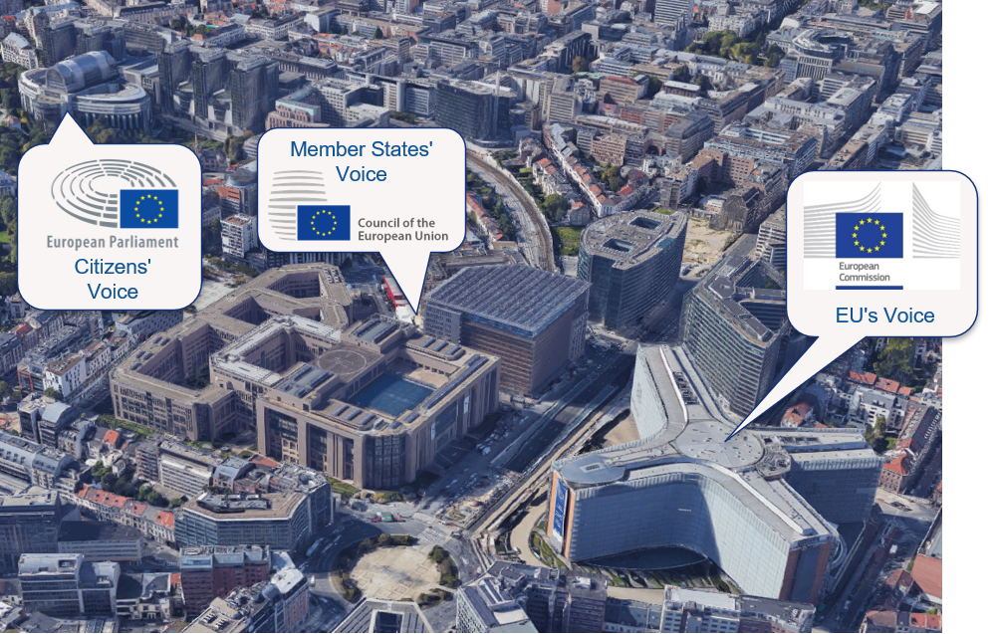 European Parliament
Citizens'
Voice
Member States'
Voice
Council of the
European Union
European
Commission
EU's Voice